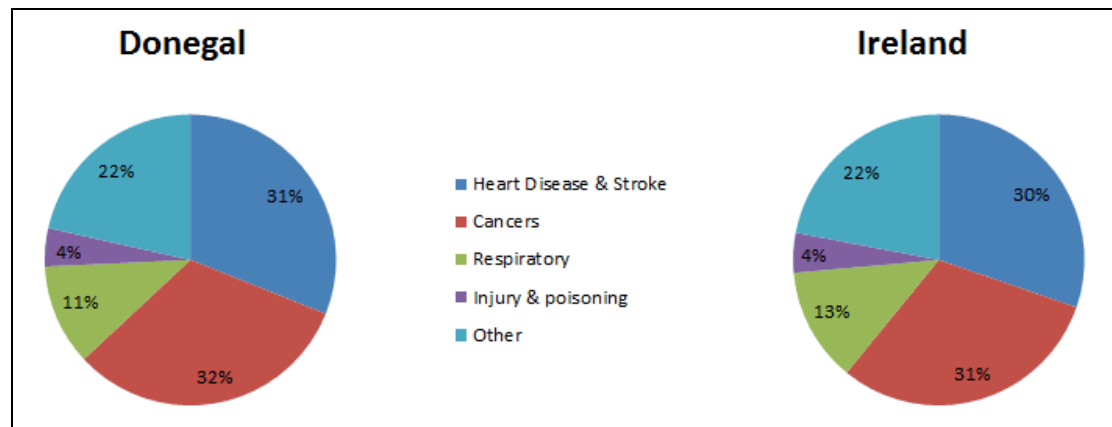 Donegal
Ireland
22%
31%
4%
11%
32%
Heart Disease & Stroke
Cancers
Respiratory
Injury & poisoning
Other
22%
30%
4%
13%
31%